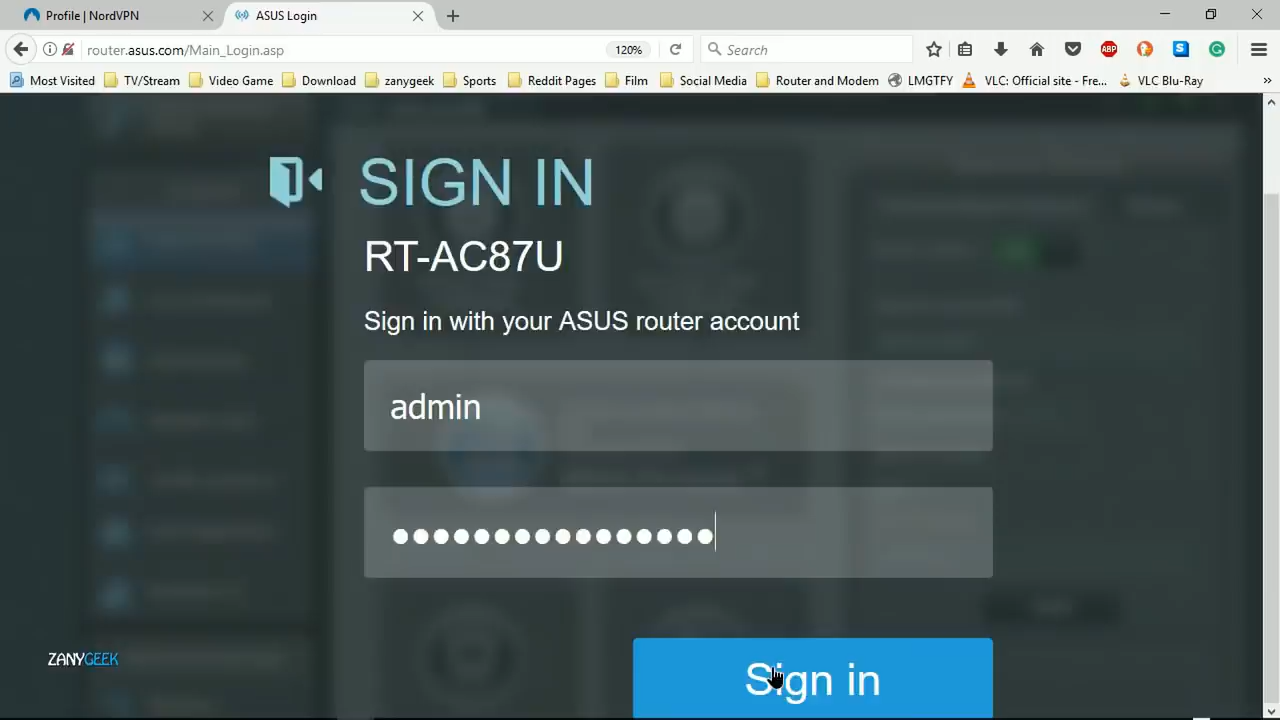 Profile | NordVPN
ASUS Login
router.asus.com/Main_Login.asp
120%
Search
ABP
S
G
Most Visited
TV/Stream
Video Game
Download
zanygeek
Sports
Reddit Pages
Film
Social Media
Router and Modem
LMGTFY
VLC: Official site - Fre...
VLC Blu-Ray
SIGN IN
RT-AC87U
Sign in with your ASUS router account
admin
Sign in
ZANYGEEK